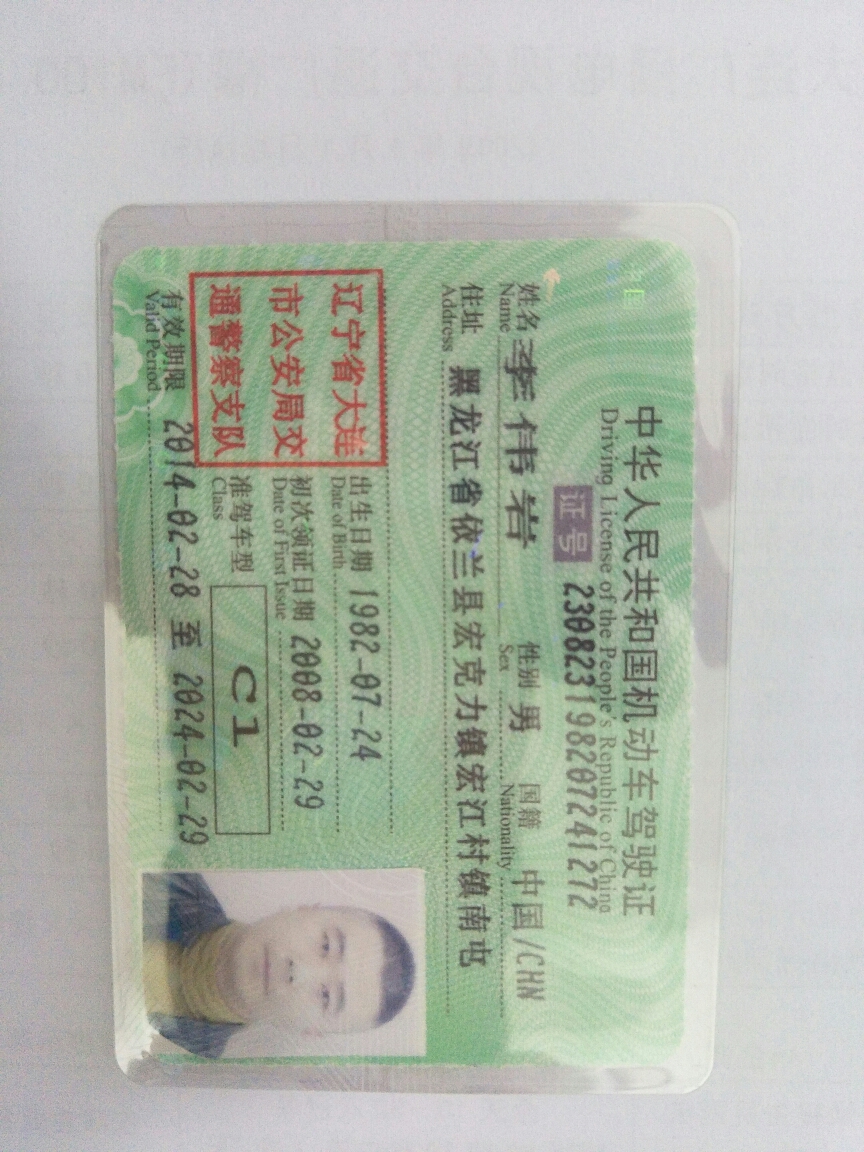 中华人民共和国机动车驾驶证
Driving License of the People's Republic of China
证号 230823198207241272
姓名 李伟岩 性别 男 国籍 中国/CHN
Name Sex Nationality
住址 黑龙江省依兰县宏克力镇宏江村镇南屯
Address
辽宁省大连
市公安局交
通警察支队
出生日期 1982-07-24
Date of Birth
初次领证日期 2008-02-29
Date of First Issue
准驾车型 C1
Class
有效期限 2014-02-28 至 2024-02-29
Valid Period